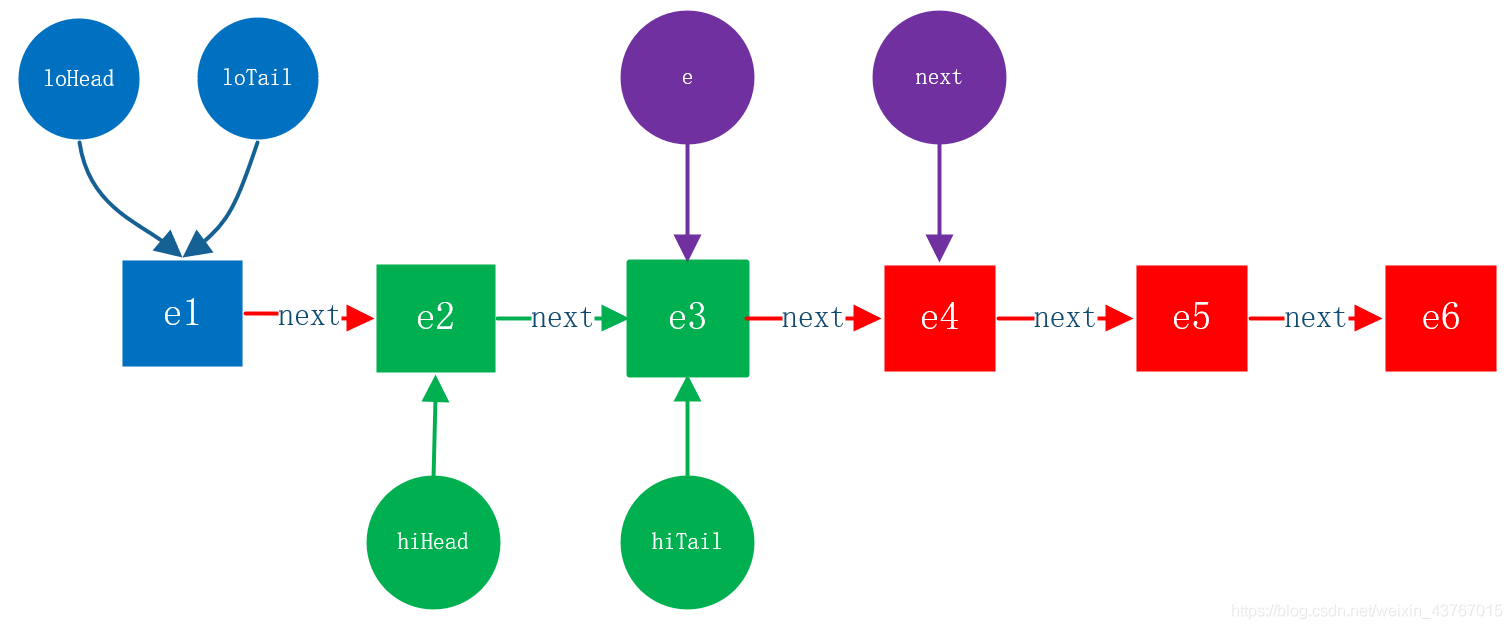 loHead
loTail
e
next
e1
next
e2
next
e3
next
e4
next
e5
next
e6
hiHead
hiTail
https://blog.csdn.net/weixin_43767015